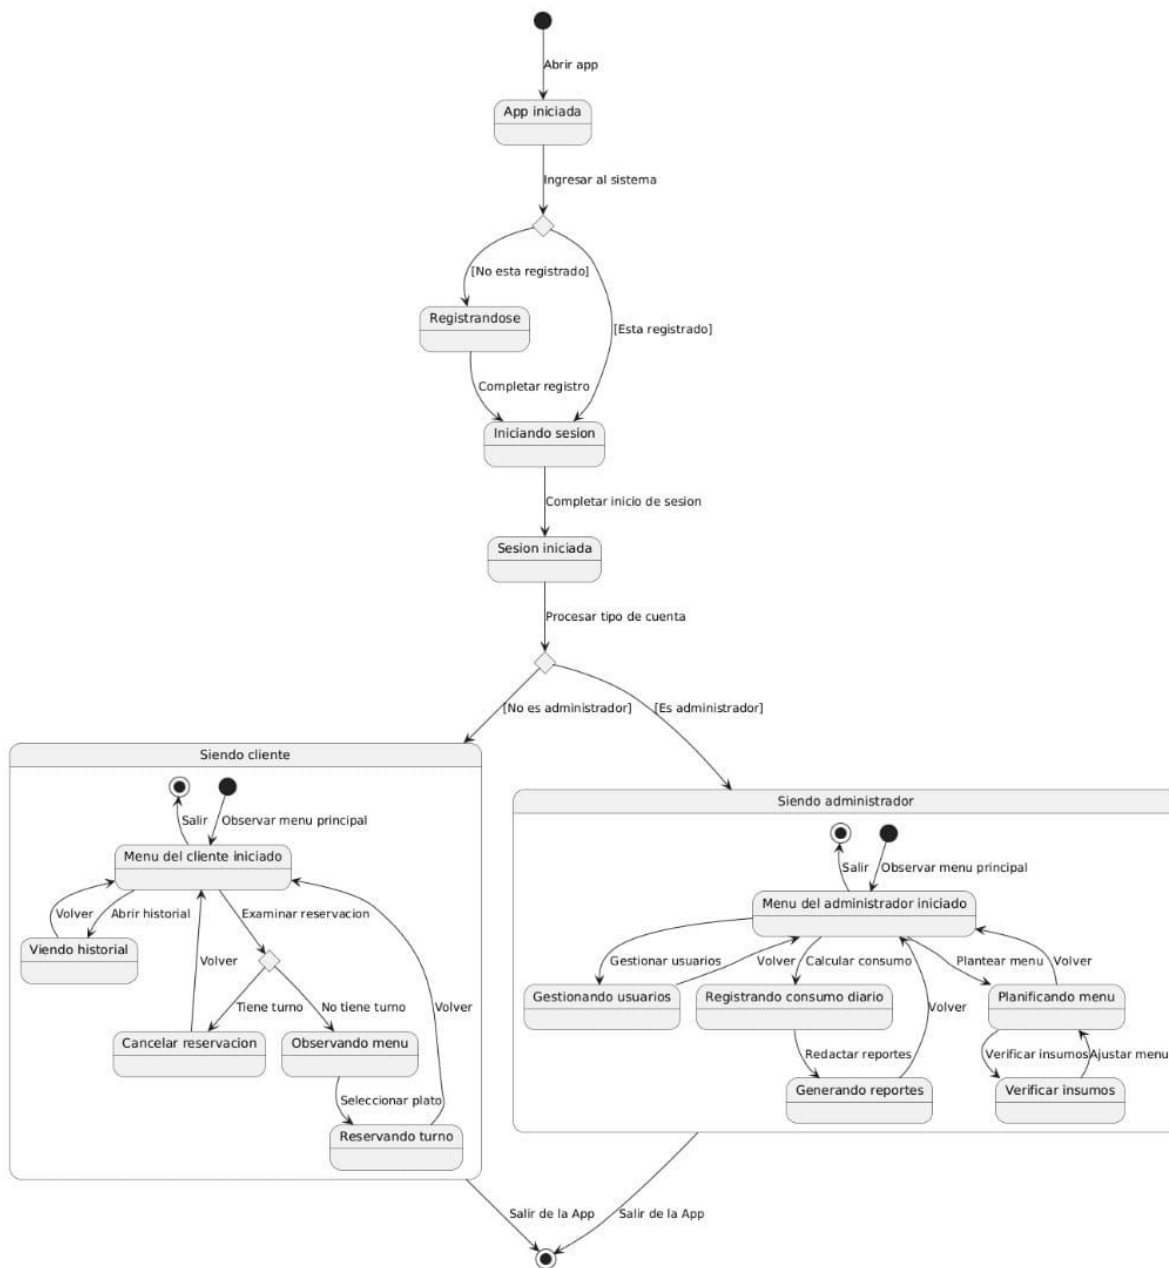 Abrir app
App iniciada
Ingresar al sistema
[No esta registrado]
Registrandose
[Esta registrado]
Completar registro
Iniciando sesion
Completar inicio de sesion
Sesion iniciada
Procesar tipo de cuenta
[No es administrador]
[Es administrador]
Siendo cliente
Salir
Observar menu principal
Menu del cliente iniciado
Volver
Abrir historial
Examinar reservacion
Viendo historial
Volver
Tiene turno
No tiene turno
Volver
Cancelar reservacion
Observando menu
Seleccionar plato
Reservando turno
Siendo administrador
Salir
Observar menu principal
Menu del administrador iniciado
Gestionar usuarios
Volver
Calcular consumo
Plantear menu
Volver
Gestionando usuarios
Registrando consumo diario
Volver
Planificando menu
Redactar reportes
Verificar insumos
Ajustar menu
Generando reportes
Verificar insumos
Salir de la App
Salir de la App